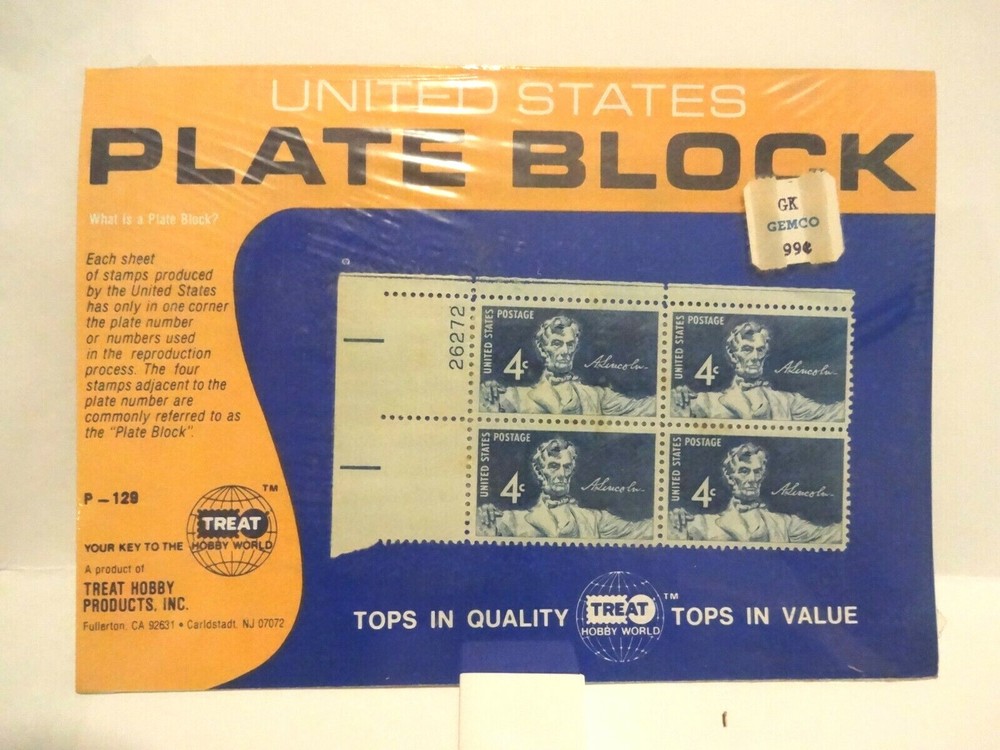 UNITED STATES
PLATE BLOCK
GK
GEMCO
99¢
What is a Plate Block?
Each sheet
of stamps produced
by the United States
has only in one corner
the plate number
or numbers used
in the reproduction
process. The four
stamps adjacent to the
plate number are
commonly referred to as
the "Plate Block".
26272
UNITED STATES POSTAGE
4c
A. Lincoln
UNITED STATES POSTAGE
4c
A. Lincoln
UNITED STATES POSTAGE
4c
A. Lincoln
UNITED STATES POSTAGE
4c
A. Lincoln
P-129
TREAT TM
YOUR KEY TO THE HOBBY WORLD
A product of
TREAT HOBBY
PRODUCTS, INC.
Fullerton, CA 92631 • Carldstadt, NJ 07072
TOPS IN QUALITY TREAT TM TOPS IN VALUE
HOBBY WORLD